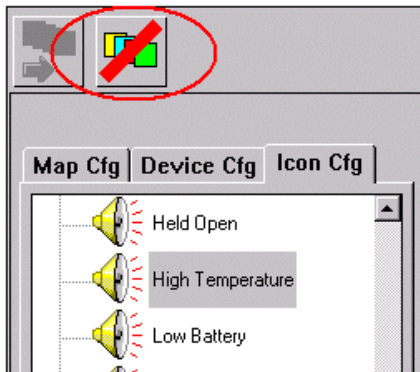 Map Cfg Device Cfg Icon Cfg
Held Open
High Temperature
Low Battery